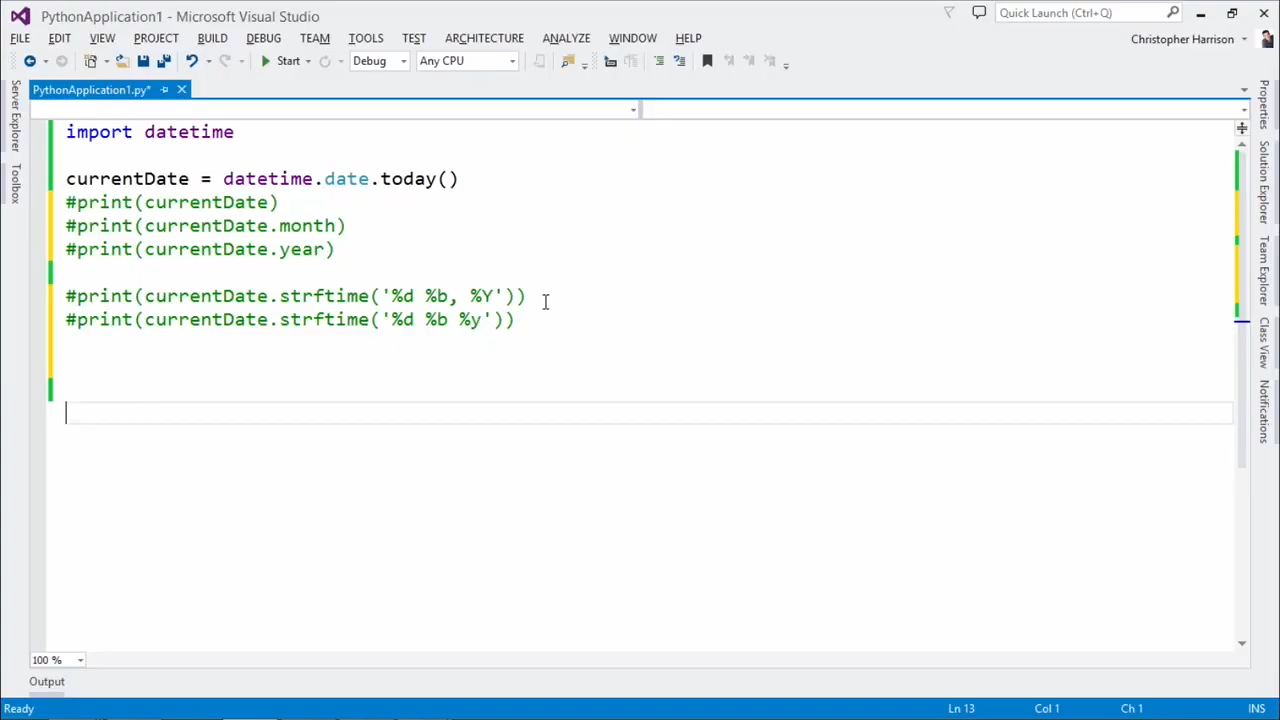 PythonApplication1 - Microsoft Visual Studio
Quick Launch (Ctrl+Q)
FILE EDIT VIEW PROJECT BUILD DEBUG TEAM TOOLS TEST ARCHITECTURE ANALYZE WINDOW HELP
Christopher Harrison
Start Debug Any CPU
PythonApplication1.py*
Server Explorer
Toolbox
import datetime
currentDate = datetime.date.today()
#print(currentDate)
#print(currentDate.month)
#print(currentDate.year)
#print(currentDate.strftime('%d %b, %Y'))
#print(currentDate.strftime('%d %b %y'))
Properties
Solution Explorer
Team Explorer
Class View
Notifications
100 %
Output
Ready
Ln 13 Col 1 Ch 1 INS